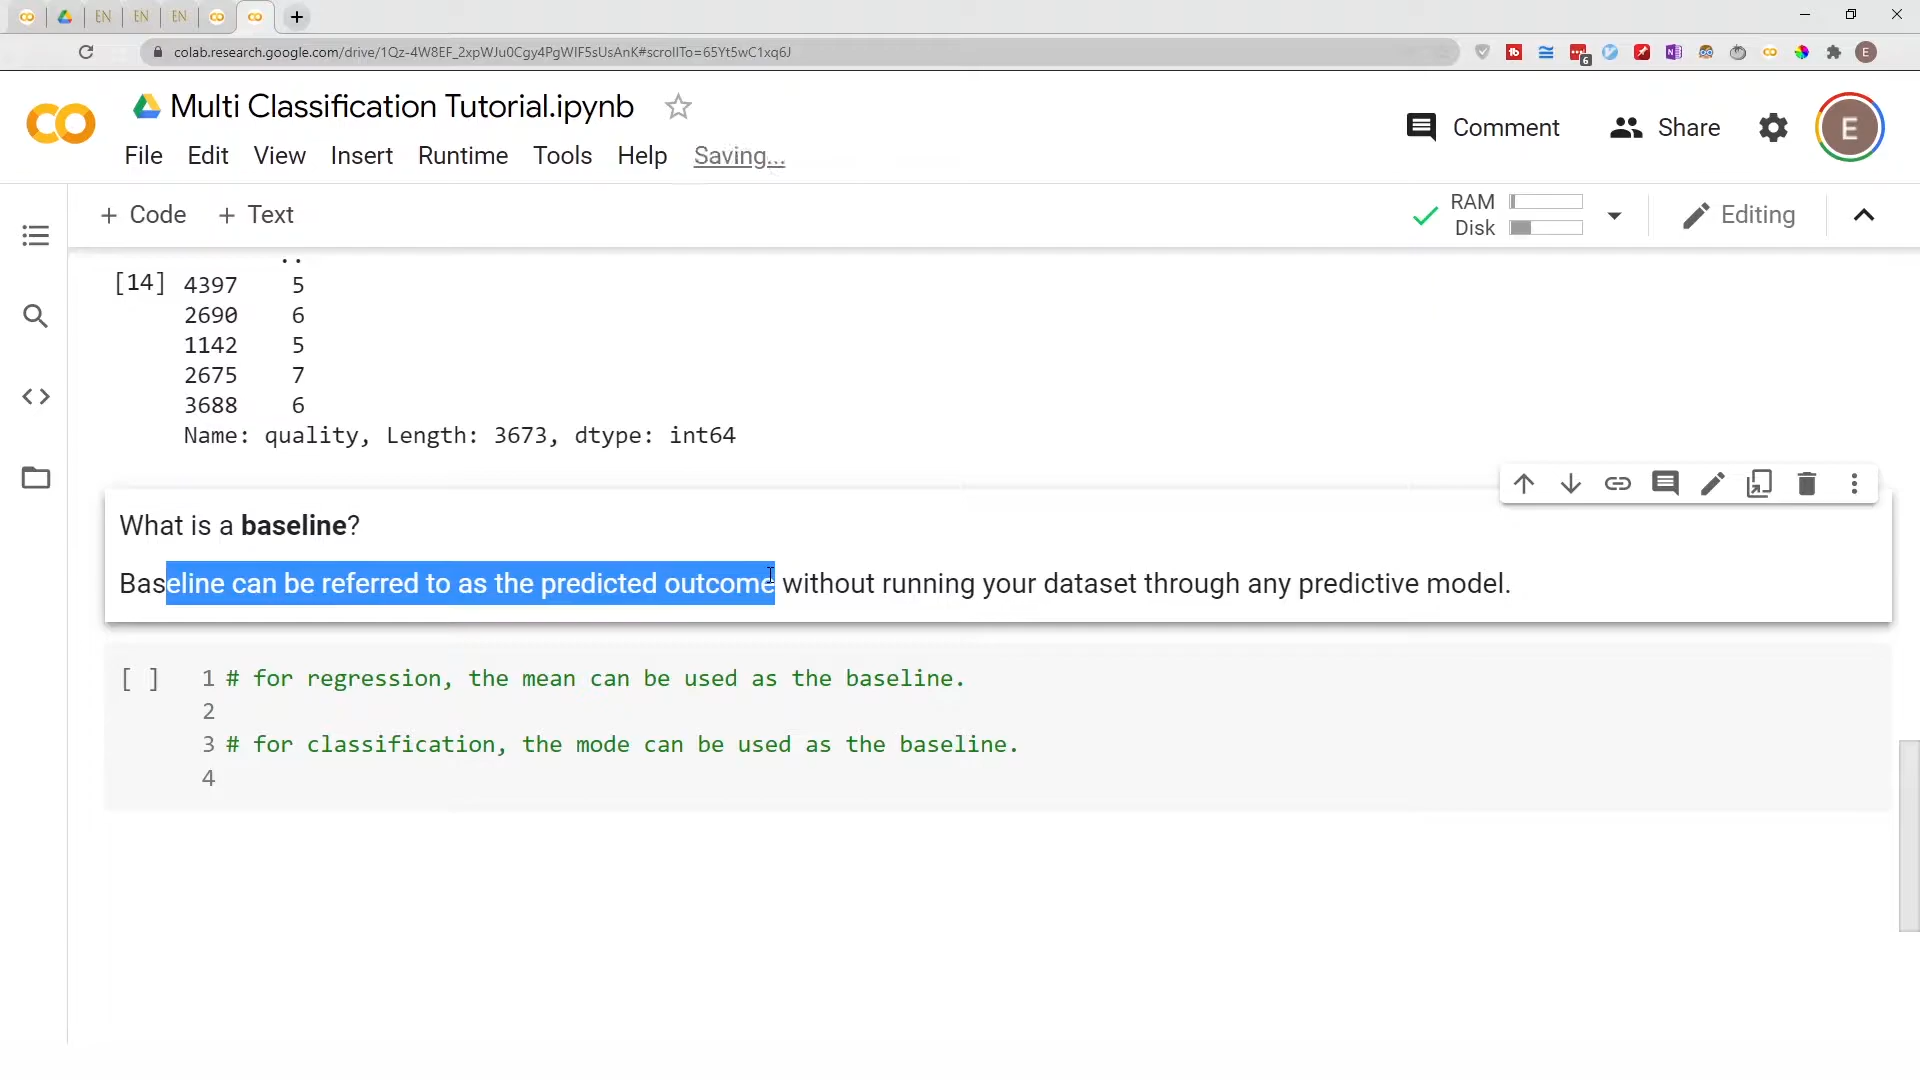 EN EN EN
colab.research.google.com/drive/1Qz-4W8EF_2xpWJu0Cgy4PgWIF5sUsAnK#scrollTo=65Yt5wC1xq6J
6
E
Multi Classification Tutorial.ipynb
Comment Share E
File Edit View Insert Runtime Tools Help Saving...
+ Code + Text
RAM
Disk
Editing
..
[14] 4397 5
2690 6
1142 5
2675 7
3688 6
Name: quality, Length: 3673, dtype: int64
What is a baseline?
Baseline can be referred to as the predicted outcome without running your dataset through any predictive model.
[ ] 1 # for regression, the mean can be used as the baseline.
2
3 # for classification, the mode can be used as the baseline.
4